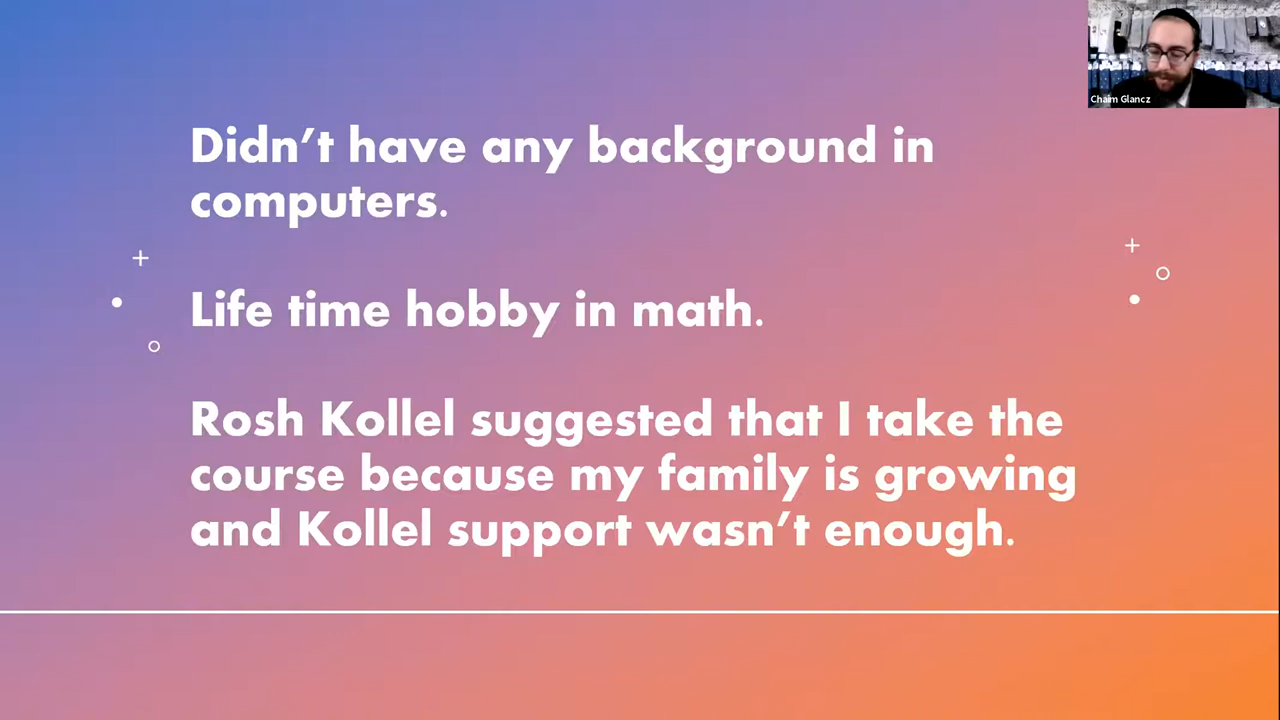 Chaim Glancz
Didn't have any background in
computers.
Life time hobby in math.
Rosh Kollel suggested that I take the
course because my family is growing
and Kollel support wasn't enough.